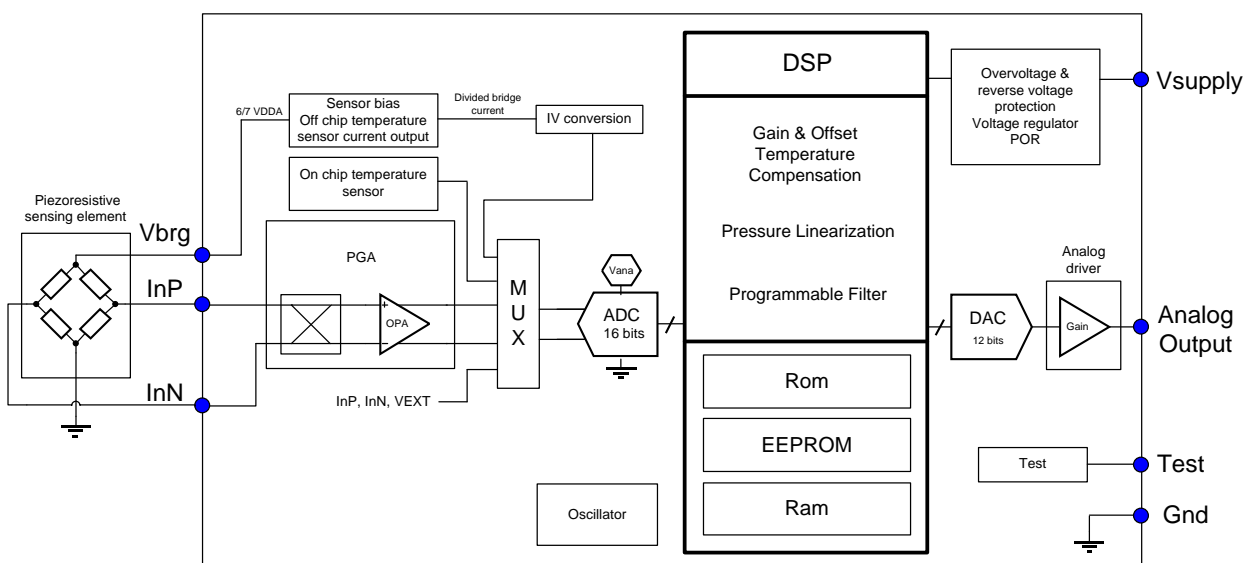 DSP
Overvoltage &
reverse voltage
protection
Voltage regulator
POR
Vsupply
6/7 VDDA
Sensor bias
Off chip temperature
sensor current output
Divided bridge
current
IV conversion
Gain & Offset
Temperature
Compensation
On chip temperature
sensor
Piezoresistive
sensing element
Vbrg
PGA
Pressure Linearization
Analog
driver
MUX
Vana
InP
OPA
+
−
ADC
16 bits
Programmable Filter
DAC
12 bits
Gain
Analog
Output
InN
InP, InN, VEXT
Rom
EEPROM
Test
Test
Oscillator
Ram
Gnd